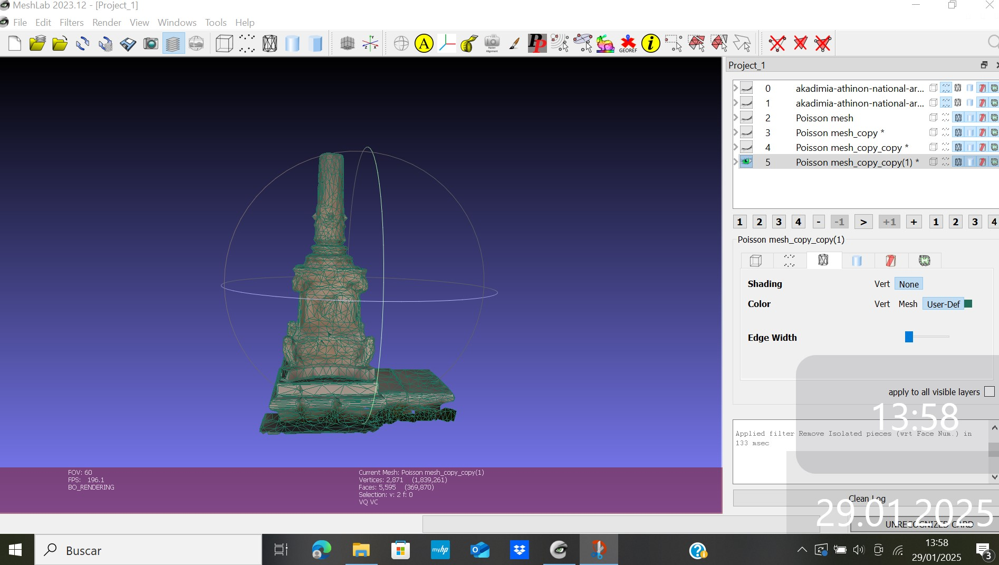 MeshLab 2023.12 - [Project_1]
File Edit Filters Render View Windows Tools Help
A
Raster Alignment
PP
GEOREF
i
Project_1
0 akadimia-athinon-national-ar...
1 akadimia-athinon-national-ar...
2 Poisson mesh
3 Poisson mesh_copy *
4 Poisson mesh_copy_copy *
5 Poisson mesh_copy_copy(1) *
1 2 3 4 - -1 > +1 + 1 2 3 4
Poisson mesh_copy_copy(1)
Shading Vert None
Color Vert Mesh User-Def
Edge Width
apply to all visible layers
13:58
Applied filter Remove Isolated pieces (wrt Face Num.) in
133 msec
Clean Log
29.01.2025
UNRECOGNIZED CARD
FOV: 60
FPS: 196.1
BO_RENDERING
Current Mesh: Poisson mesh_copy_copy(1)
Vertices: 2,871 (1,839,261)
Faces: 5,595 (369,870)
Selection: v: 2 f: 0
VQ VC
Buscar
myhp
13:58
29/01/2025
3